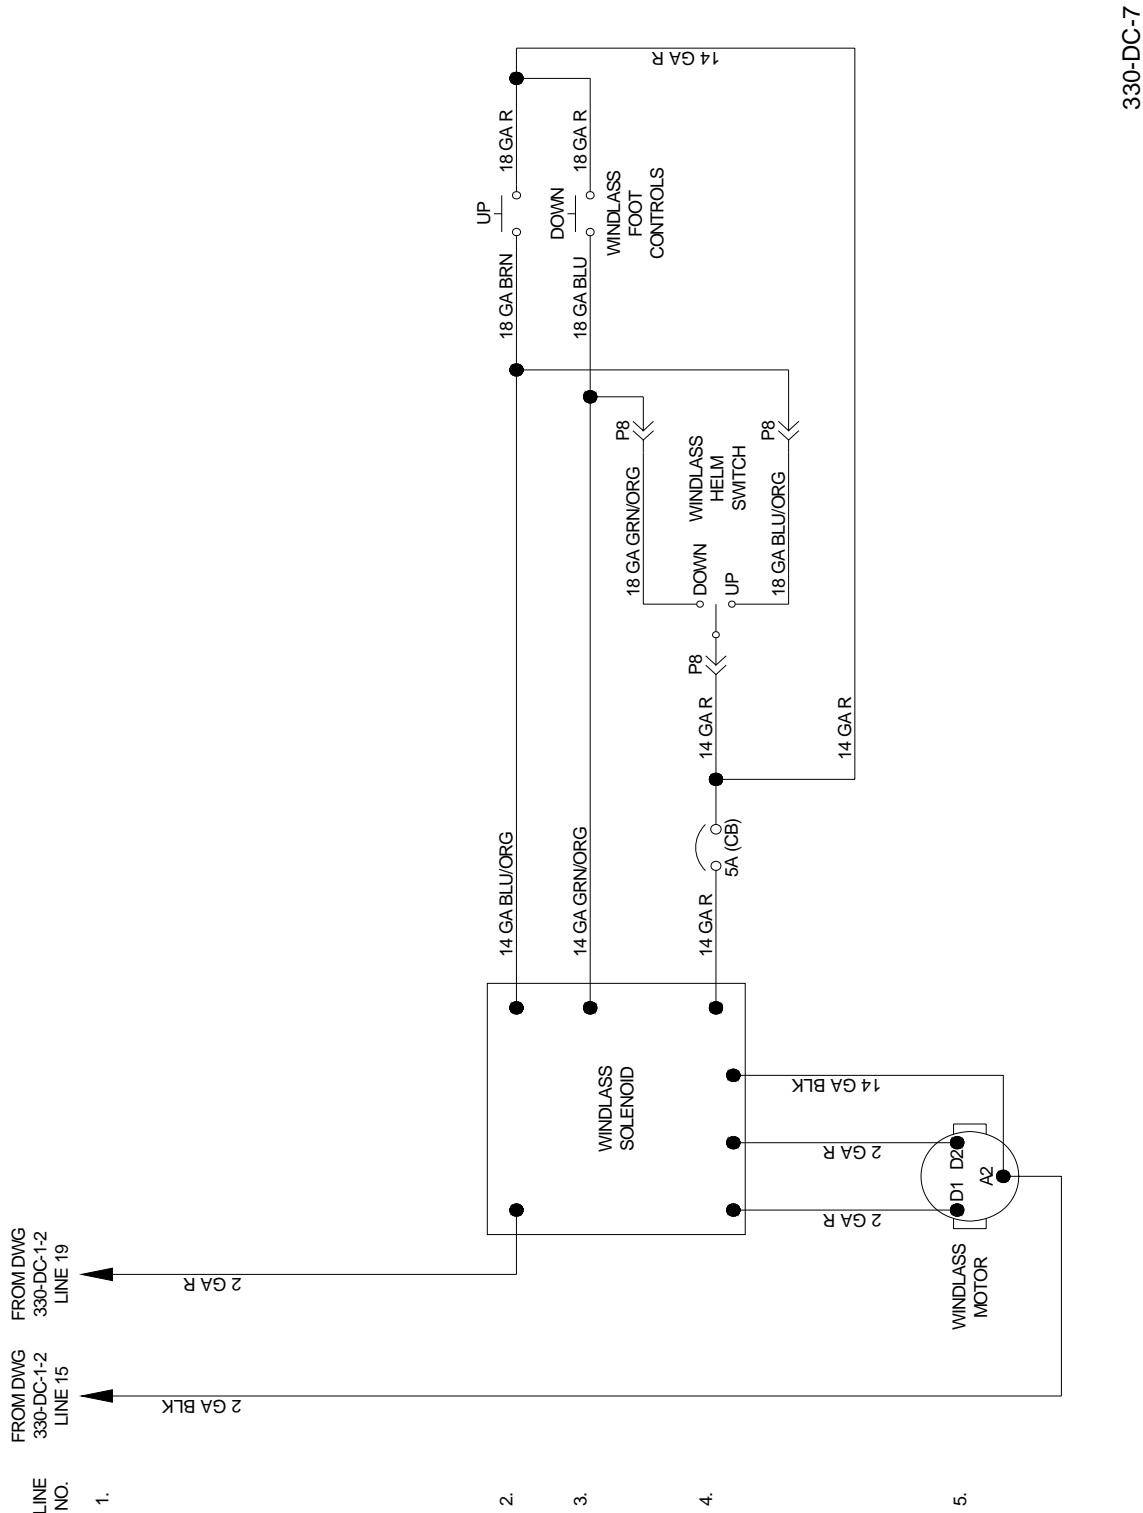 330-DC-7
LINE
NO.
1.
2.
3.
4.
5.
FROM DWG
330-DC-1-2
LINE 15
FROM DWG
330-DC-1-2
LINE 19
2 GA BLK
2 GA R
WINDLASS
SOLENOID
14 GA BLU/ORG
14 GA GRN/ORG
14 GA R
5A (CB)
14 GA R
14 GA R
P8
DOWN
UP
WINDLASS
HELM
SWITCH
18 GA GRN/ORG
18 GA BLU/ORG
P8
P8
18 GA BRN
18 GA BLU
UP
DOWN
WINDLASS
FOOT
CONTROLS
18 GA R
18 GA R
14 GA R
14 GA BLK
2 GA R
2 GA R
D1
D2
A2
WINDLASS
MOTOR